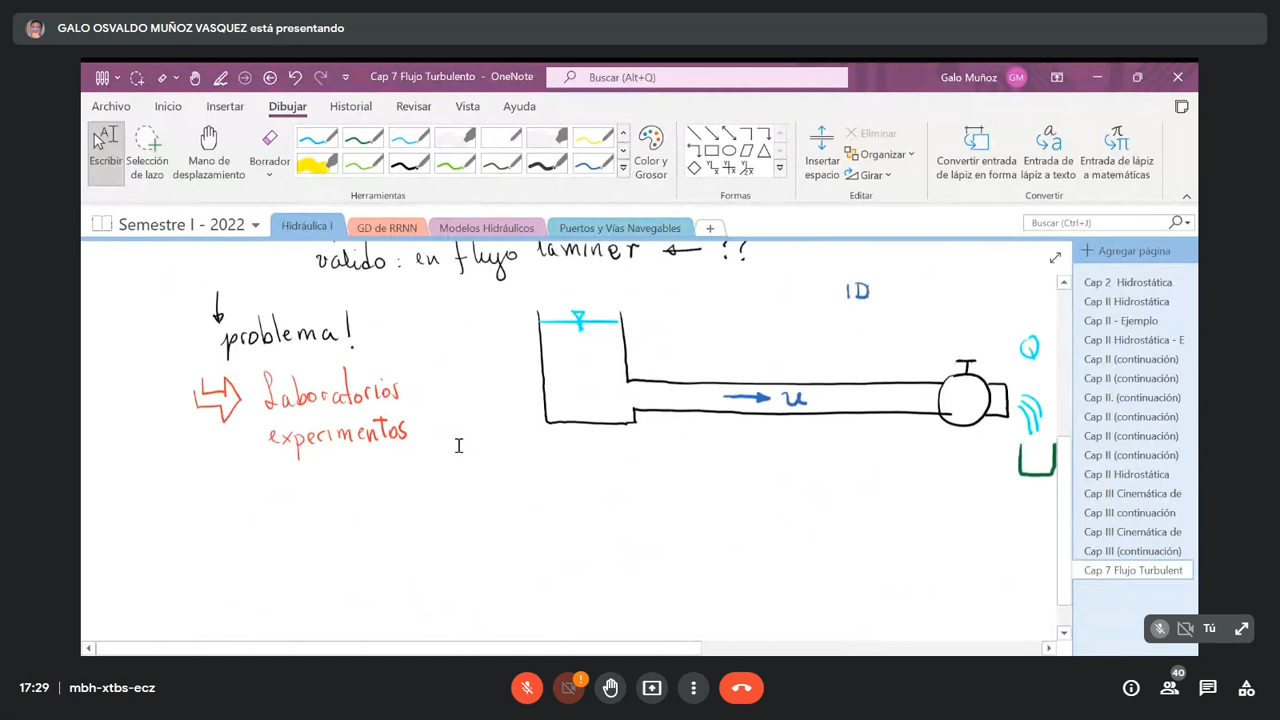 GALO OSVALDO MUÑOZ VASQUEZ está presentando
Cap 7 Flujo Turbulento - OneNote
Buscar (Alt+Q)
Galo Muñoz
GM
Archivo
Inicio
Insertar
Dibujar
Historial
Revisar
Vista
Ayuda
Escribir
Selección de lazo
Mano de desplazamiento
Borrador
Color y Grosor
Insertar espacio
Eliminar
Organizar
Girar
Convertir entrada de lápiz en forma
Entrada de lápiz a texto
Entrada de lápiz a matemáticas
Herramientas
Formas
Editar
Convertir
Semestre I - 2022
Hidráulica I
GD de RRNN
Modelos Hidráulicos
Puertos y Vías Navegables
Buscar (Ctrl+J)
válido: en flujo laminar ← ??
problema!
Laboratorios
experimentos
1D
u
Q
Agregar página
Cap 2 Hidrostática
Cap II Hidrostática
Cap II - Ejemplo
Cap II Hidrostática - E
Cap II (continuación)
Cap II (continuación)
Cap II. (continuación)
Cap II (continuación)
Cap II (continuación)
Cap II (continuación)
Cap II Hidrostática
Cap III Cinemática de
Cap III continuación
Cap III Cinemática de
Cap III (continuación)
Cap 7 Flujo Turbulent
Tú
17:29
mbh-xtbs-ecz
40